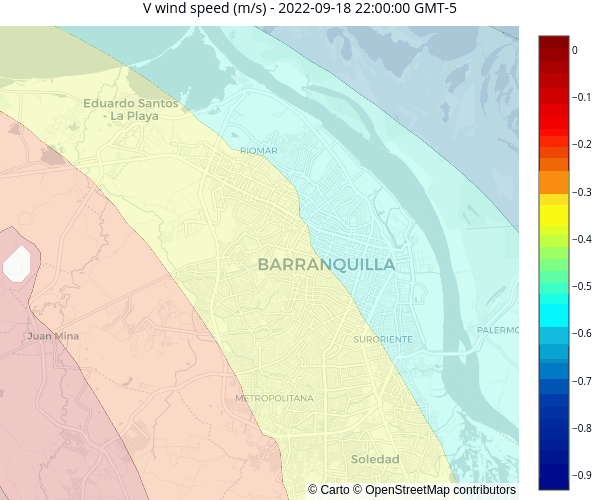 V wind speed (m/s) - 2022-09-18 22:00:00 GMT-5
0
−0.1
−0.2
−0.3
−0.4
−0.5
−0.6
−0.7
−0.8
−0.9
Eduardo Santos
- La Playa
RIOMAR
BARRANQUILLA
Juan Mina
SURORIENTE
PALERMO
METROPOLITANA
Soledad
© Carto © OpenStreetMap contributors